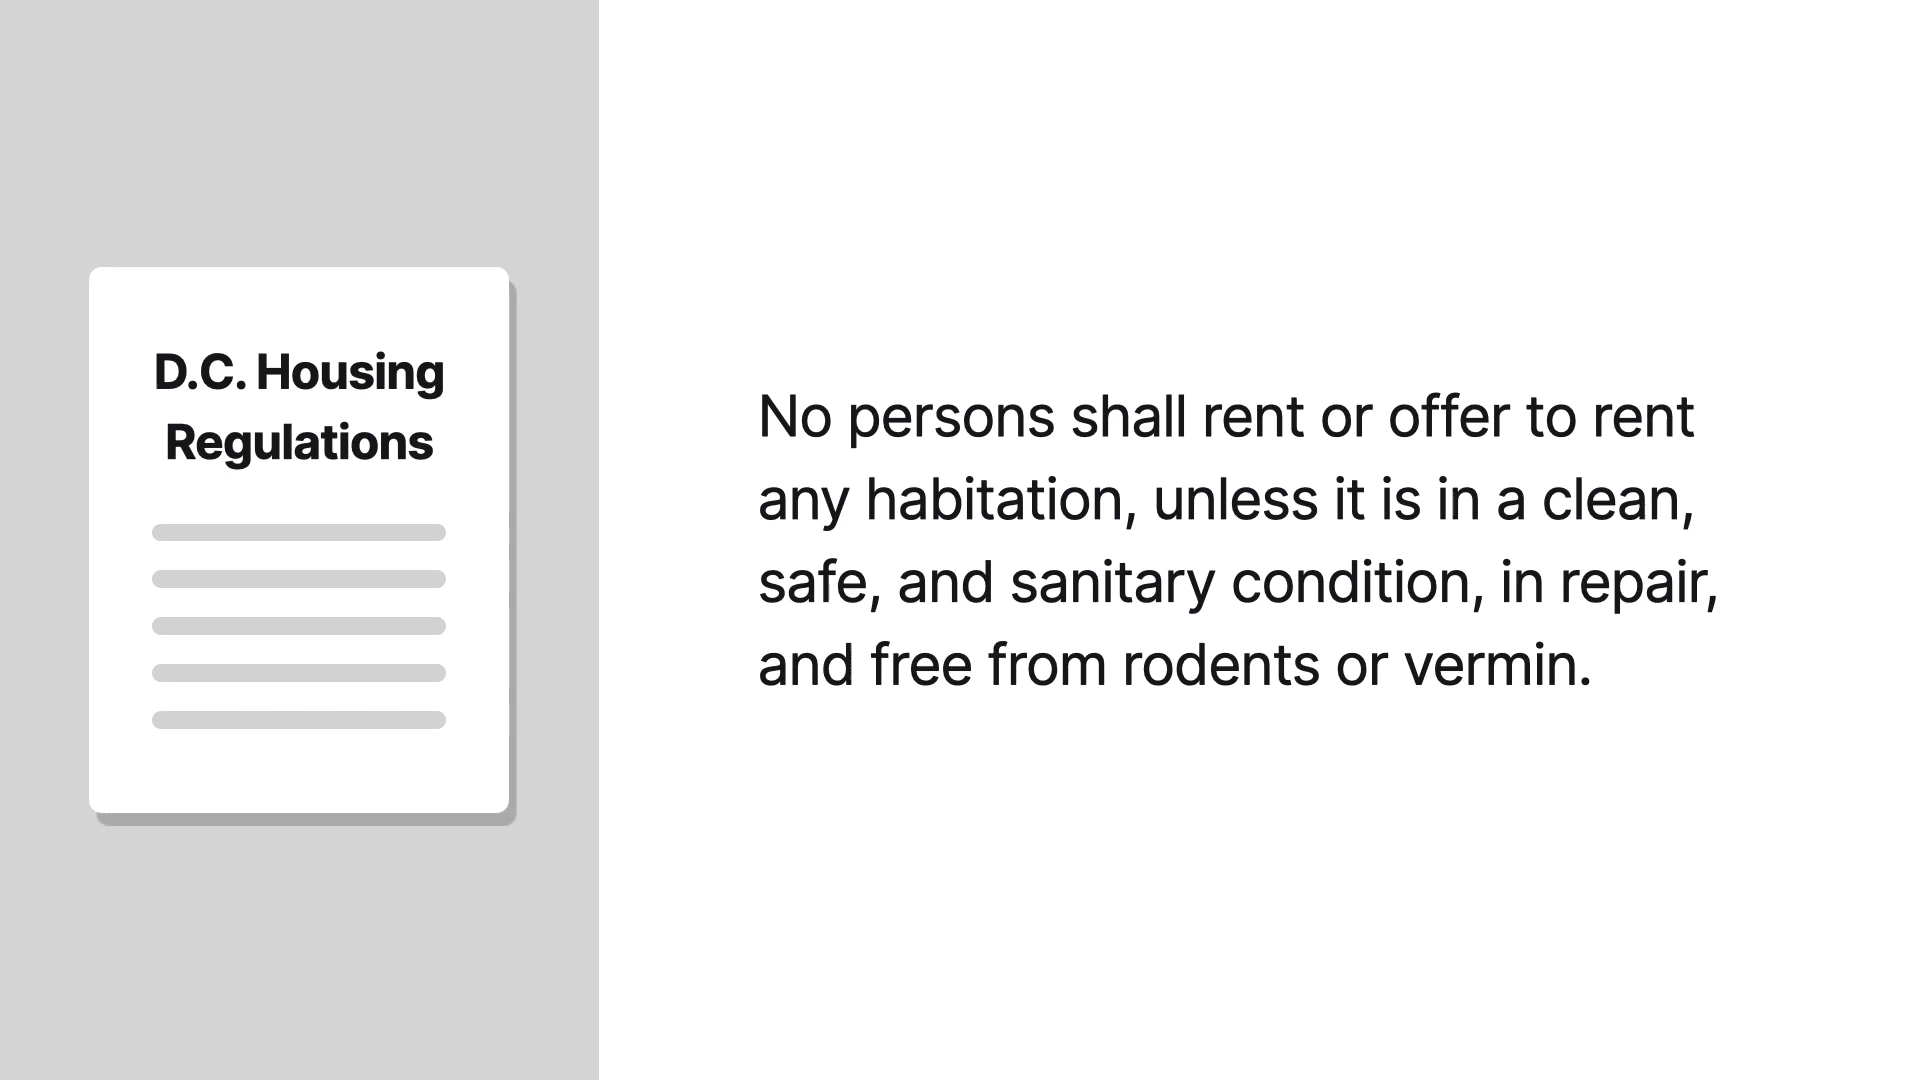 D.C. Housing
Regulations
No persons shall rent or offer to rent
any habitation, unless it is in a clean,
safe, and sanitary condition, in repair,
and free from rodents or vermin.